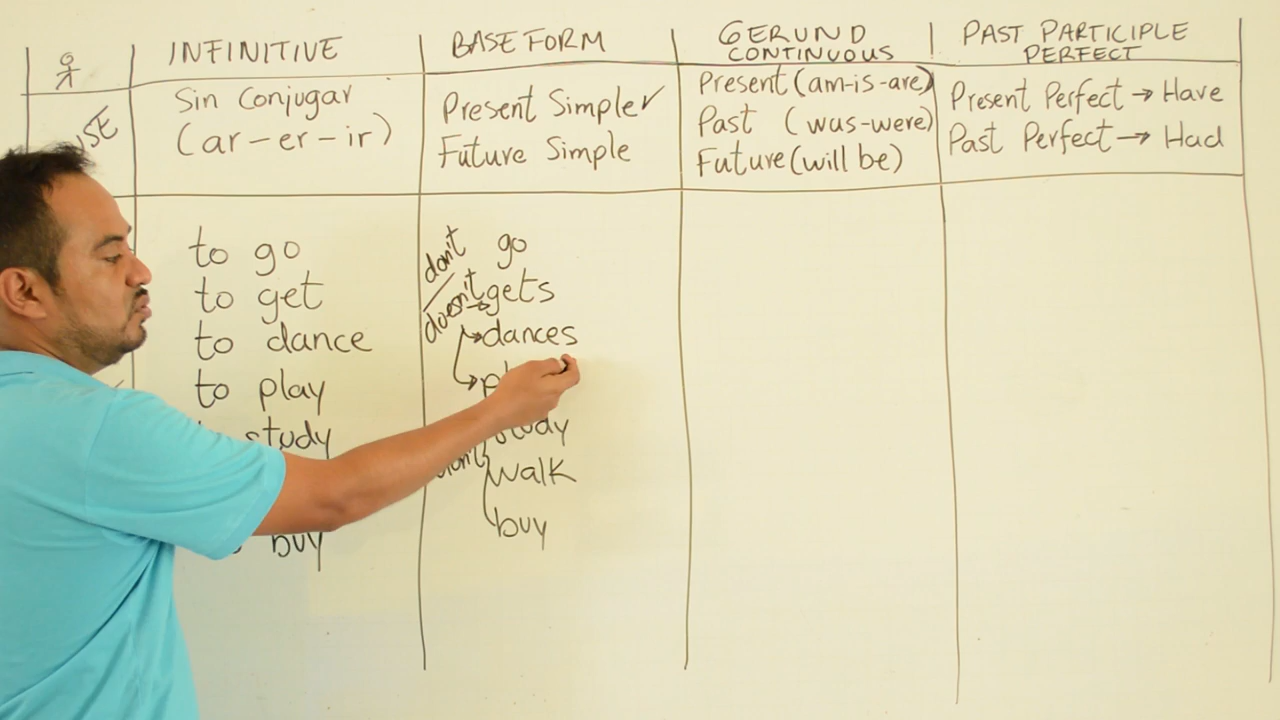 INFINITIVE
BASE FORM
GERUND
CONTINUOUS
PAST PARTICIPLE
PERFECT
USE
Sin Conjugar
(ar-er-ir)
Present Simple✓
Future Simple
Present (am-is-are)
Past (was-were)
Future (will be)
Present Perfect → Have
Past Perfect → Had
to go
to get
to dance
to play
study
buy
don't
doesn't
go
gets
dances
study
walk
buy